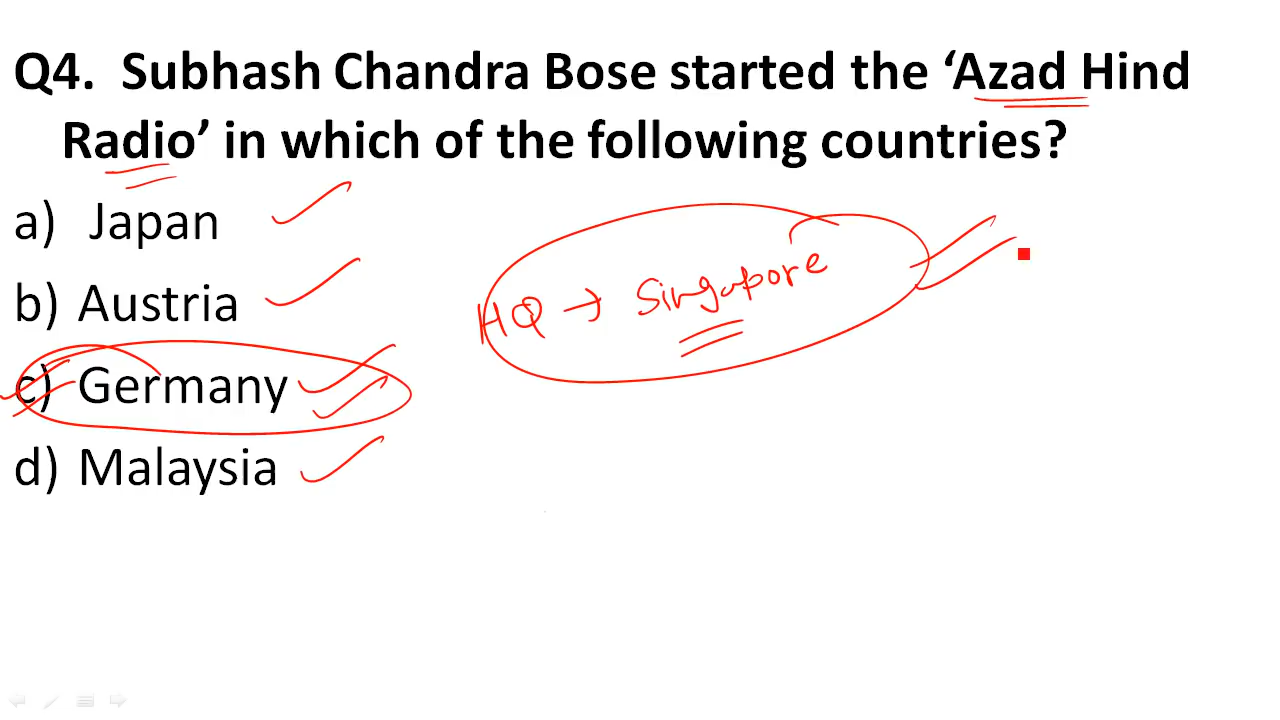 Q4. Subhash Chandra Bose started the ‘Azad Hind
Radio’ in which of the following countries?
a) Japan
b) Austria
c) Germany
d) Malaysia
HQ → Singapore